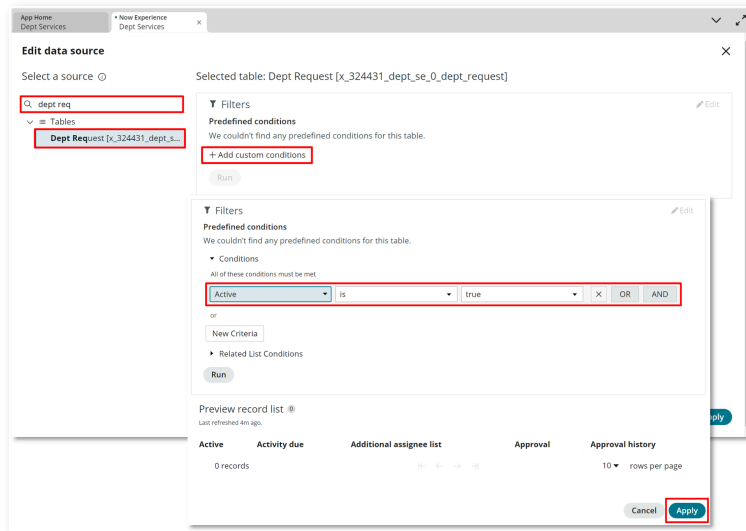 App Home
Dept Services
• Now Experience
Dept Services
Edit data source
Select a source
Selected table: Dept Request [x_324431_dept_se_0_dept_request]
dept req
Tables
Dept Request [x_324431_dept_s...
Filters
Edit
Predefined conditions
We couldn't find any predefined conditions for this table.
+ Add custom conditions
Run
Filters
Edit
Predefined conditions
We couldn't find any predefined conditions for this table.
Conditions
All of these conditions must be met
Active is true OR AND
or
New Criteria
Related List Conditions
Run
Preview record list 0
Last refreshed 4m ago.
Active Activity due Additional assignee list Approval Approval history
0 records 10 rows per page
Cancel Apply
ply